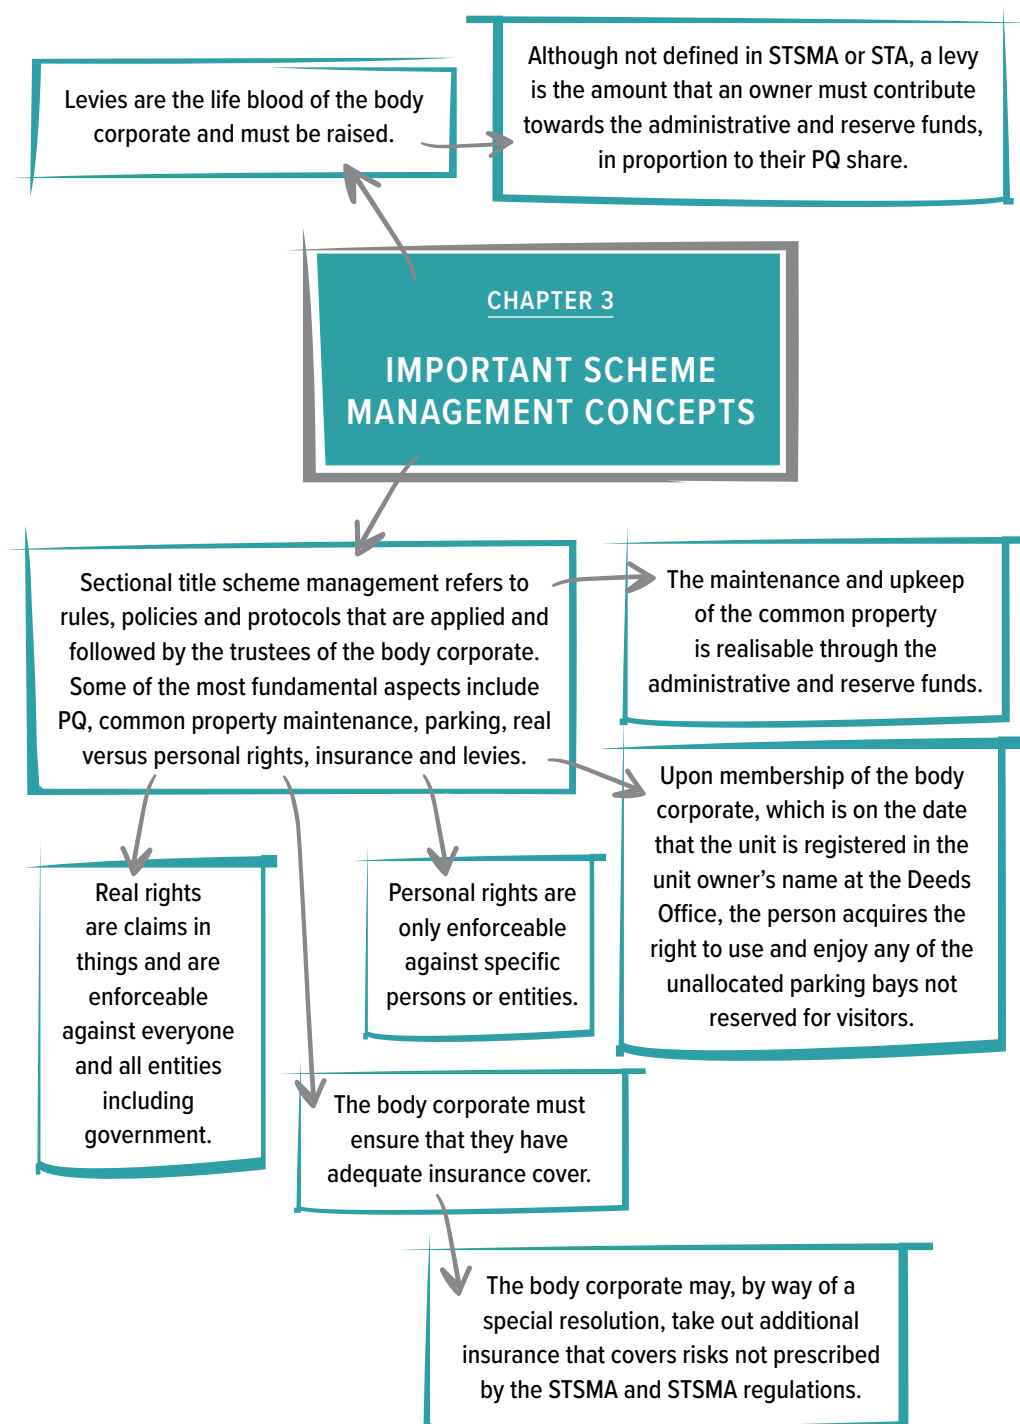 Levies are the life blood of the body
corporate and must be raised.
Although not defined in STSMA or STA, a levy
is the amount that an owner must contribute
towards the administrative and reserve funds,
in proportion to their PQ share.
CHAPTER 3
IMPORTANT SCHEME
MANAGEMENT CONCEPTS
Sectional title scheme management refers to
rules, policies and protocols that are applied and
followed by the trustees of the body corporate.
Some of the most fundamental aspects include
PQ, common property maintenance, parking, real
versus personal rights, insurance and levies.
The maintenance and upkeep
of the common property
is realisable through the
administrative and reserve funds.
Upon membership of the body
corporate, which is on the date
that the unit is registered in the
unit owner’s name at the Deeds
Office, the person acquires the
right to use and enjoy any of the
unallocated parking bays not
reserved for visitors.
Real rights
are claims in
things and are
enforceable
against everyone
and all entities
including
government.
Personal rights are
only enforceable
against specific
persons or entities.
The body corporate must
ensure that they have
adequate insurance cover.
The body corporate may, by way of a
special resolution, take out additional
insurance that covers risks not prescribed
by the STSMA and STSMA regulations.